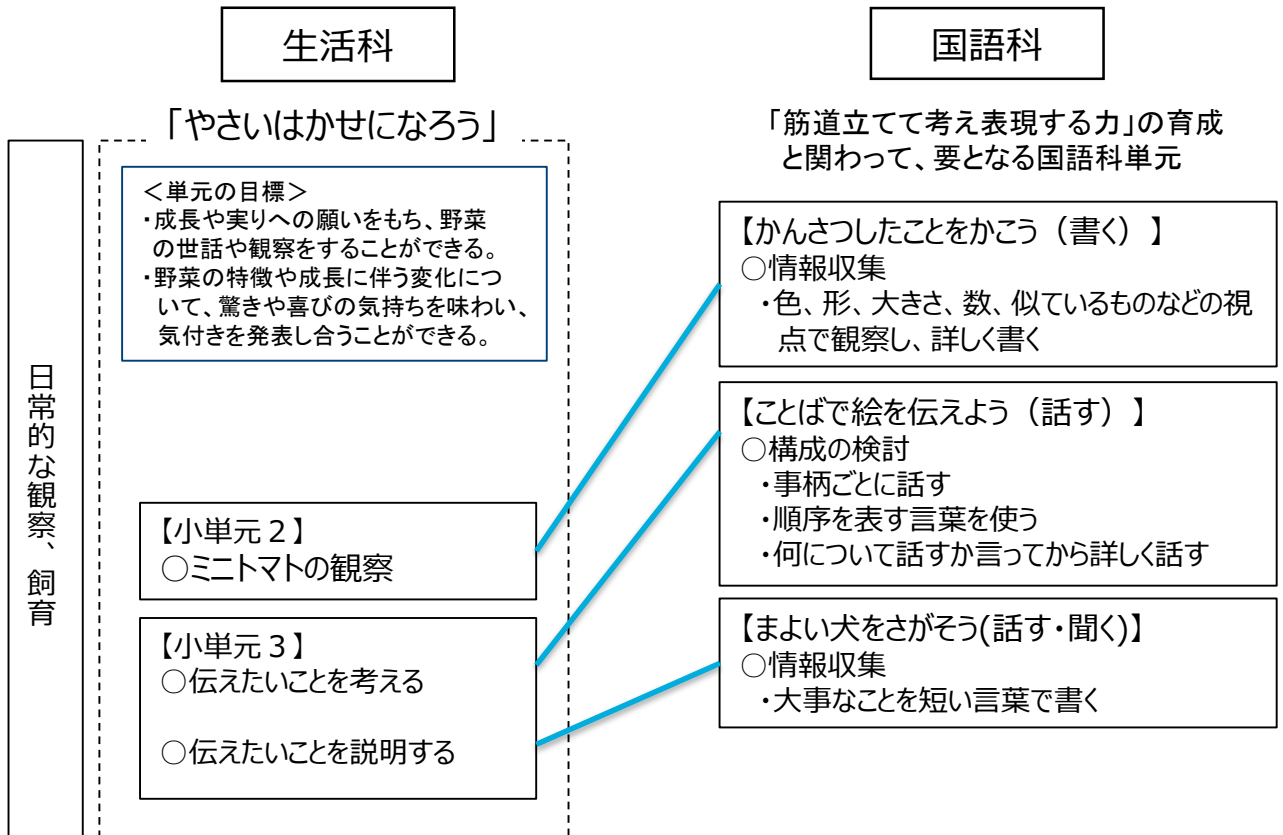 生活科
「やさいはかせになろう」
日常的な観察、飼育
＜単元の目標＞
・成長や実りへの願いをもち、野菜
の世話や観察をすることができる。
・野菜の特徴や成長に伴う変化につ
いて、驚きや喜びの気持ちを味わい、
気付きを発表し合うことができる。
【小単元２】
○ミニトマトの観察
【小単元３】
○伝えたいことを考える
○伝えたいことを説明する
国語科
「筋道立てて考え表現する力」の育成
と関わって、要となる国語科単元
【かんさつしたことをかこう（書く）】
○情報収集
・色、形、大きさ、数、似ているものなどの視
点で観察し、詳しく書く
【ことばで絵を伝えよう（話す）】
○構成の検討
・事柄ごとに話す
・順序を表す言葉を使う
・何について話すか言ってから詳しく話す
【まよい犬をさがそう(話す・聞く)】
○情報収集
・大事なことを短い言葉で書く